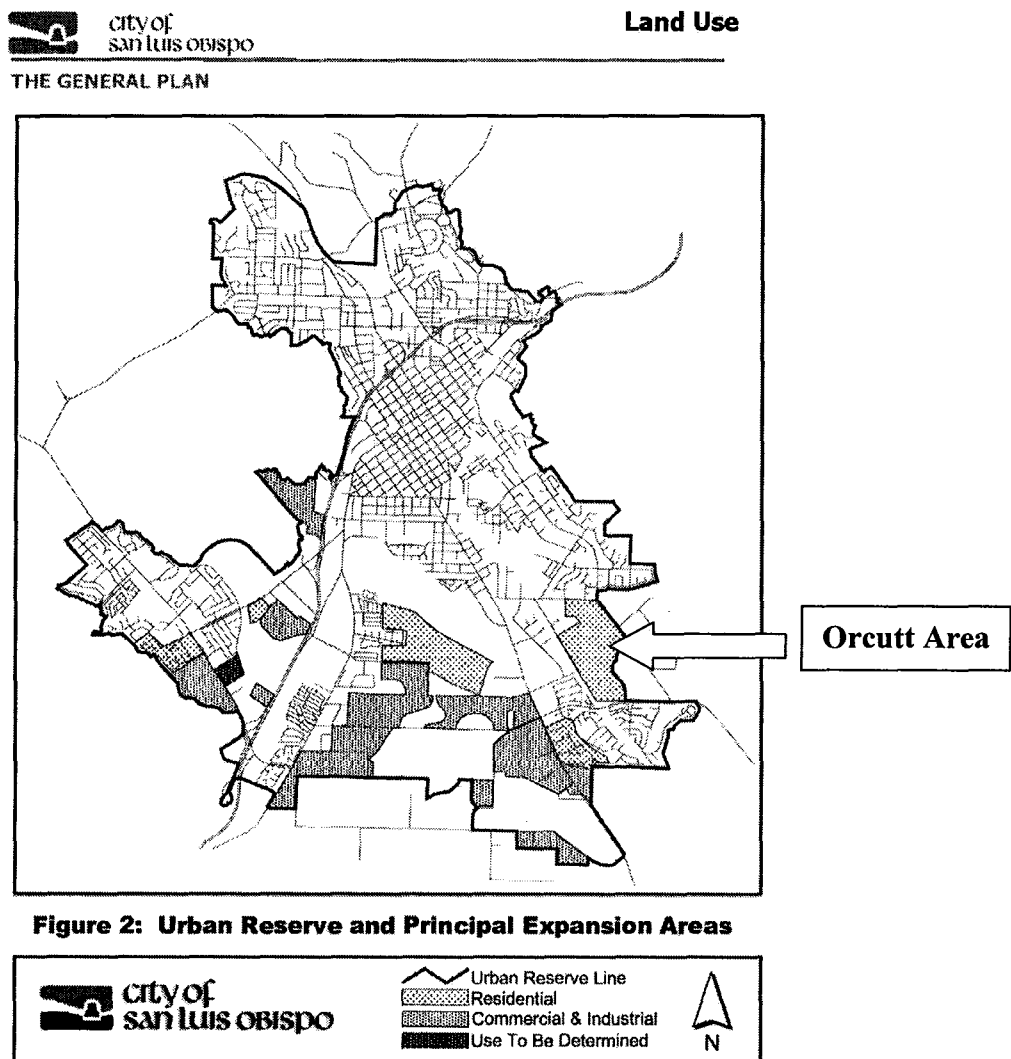 city of
san luis obispo
Land Use
THE GENERAL PLAN
Orcutt Area
Figure 2: Urban Reserve and Principal Expansion Areas
city of
san luis obispo
Urban Reserve Line
Residential
Commercial & Industrial
Use To Be Determined
N